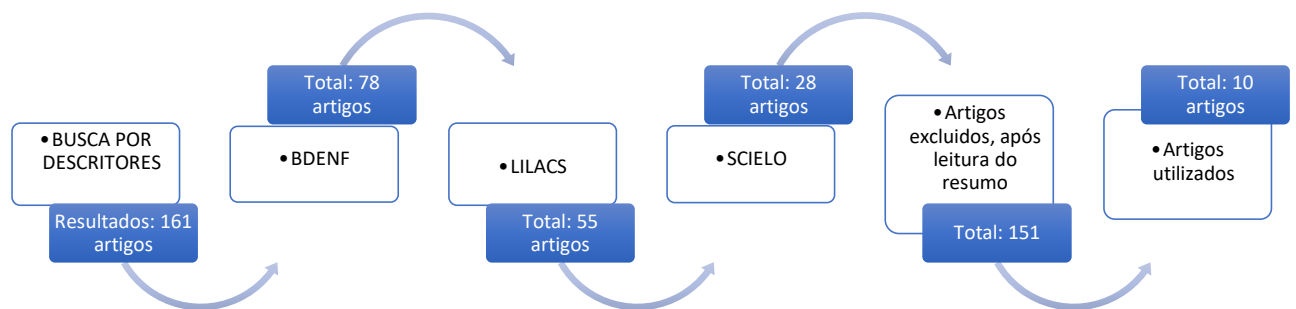 • BUSCA POR
DESCRITORES
Resultados: 161
artigos
Total: 78
artigos
• BDENF
• LILACS
Total: 55
artigos
Total: 28
artigos
• SCIELO
• Artigos
excluidos, após
leitura do
resumo
Total: 151
Total: 10
artigos
• Artigos
utilizados